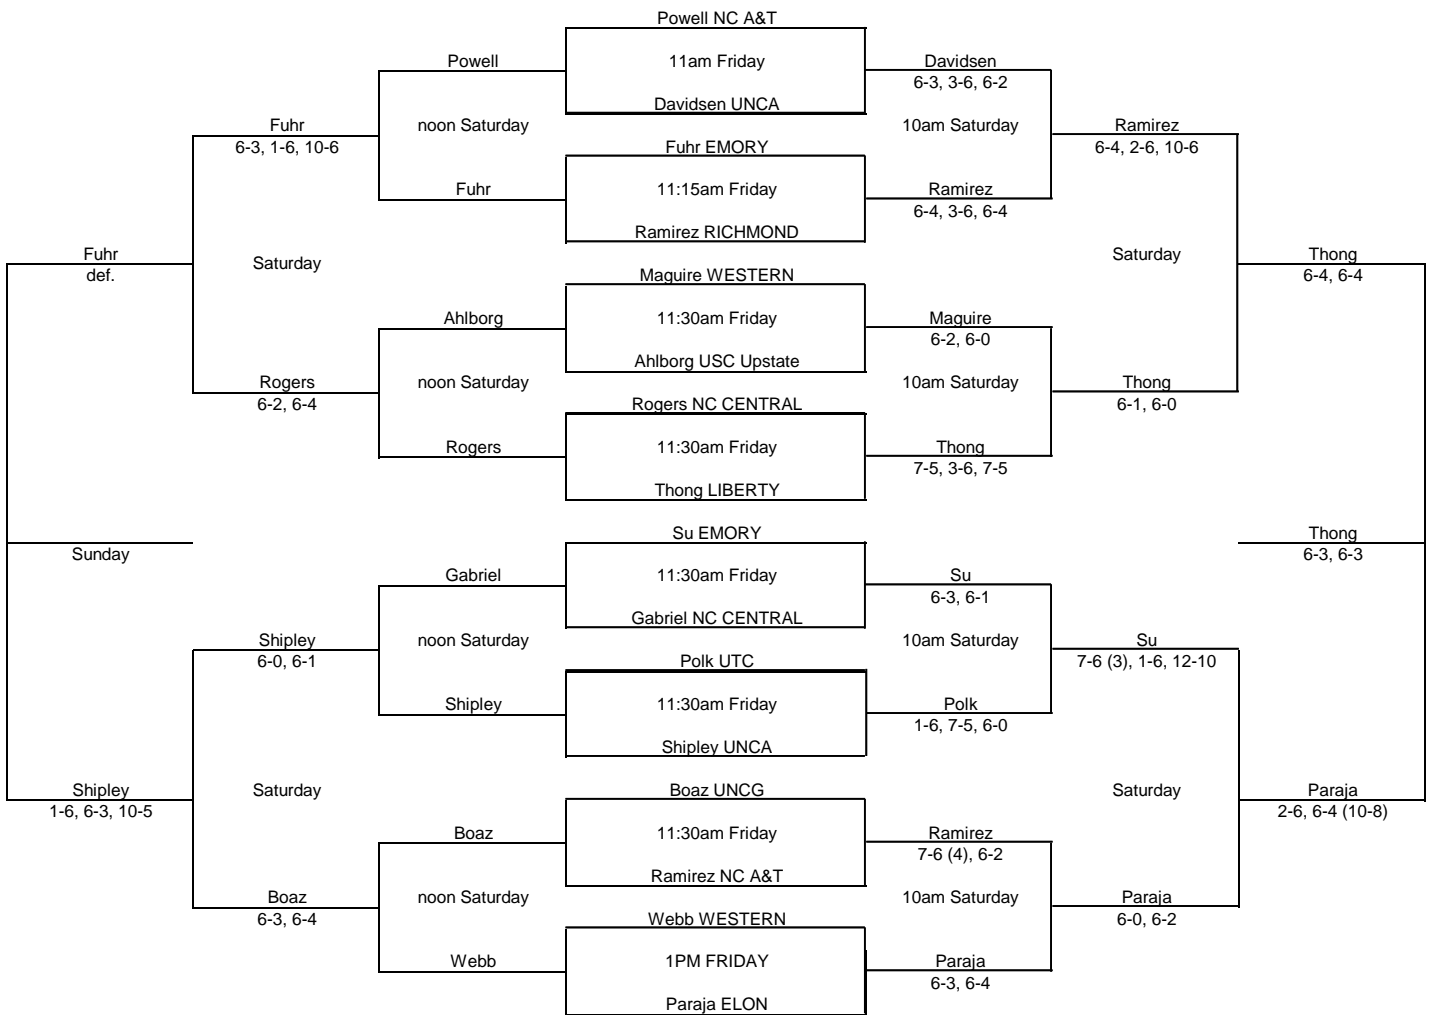 Powell NC A&T
Powell
11am Friday
Davidsen
6-3, 3-6, 6-2
Davidsen UNCA
Fuhr
6-3, 1-6, 10-6
noon Saturday
10am Saturday
Ramirez
6-4, 2-6, 10-6
Fuhr EMORY
Fuhr
11:15am Friday
Ramirez
6-4, 3-6, 6-4
Ramirez RICHMOND
Fuhr
def.
Saturday
Saturday
Thong
6-4, 6-4
Maguire WESTERN
Ahlborg
11:30am Friday
Maguire
6-2, 6-0
Ahlborg USC Upstate
Rogers
6-2, 6-4
noon Saturday
10am Saturday
Thong
6-1, 6-0
Rogers NC CENTRAL
Rogers
11:30am Friday
Thong
7-5, 3-6, 7-5
Thong LIBERTY
Sunday
Su EMORY
Thong
6-3, 6-3
Gabriel
11:30am Friday
Su
6-3, 6-1
Gabriel NC CENTRAL
Shipley
6-0, 6-1
noon Saturday
10am Saturday
Su
7-6 (3), 1-6, 12-10
Polk UTC
Shipley
11:30am Friday
Polk
1-6, 7-5, 6-0
Shipley UNCA
Shipley
1-6, 6-3, 10-5
Saturday
Saturday
Paraja
2-6, 6-4 (10-8)
Boaz UNCG
Boaz
11:30am Friday
Ramirez
7-6 (4), 6-2
Ramirez NC A&T
Boaz
6-3, 6-4
noon Saturday
10am Saturday
Paraja
6-0, 6-2
Webb WESTERN
Webb
1PM FRIDAY
Paraja
6-3, 6-4
Paraja ELON